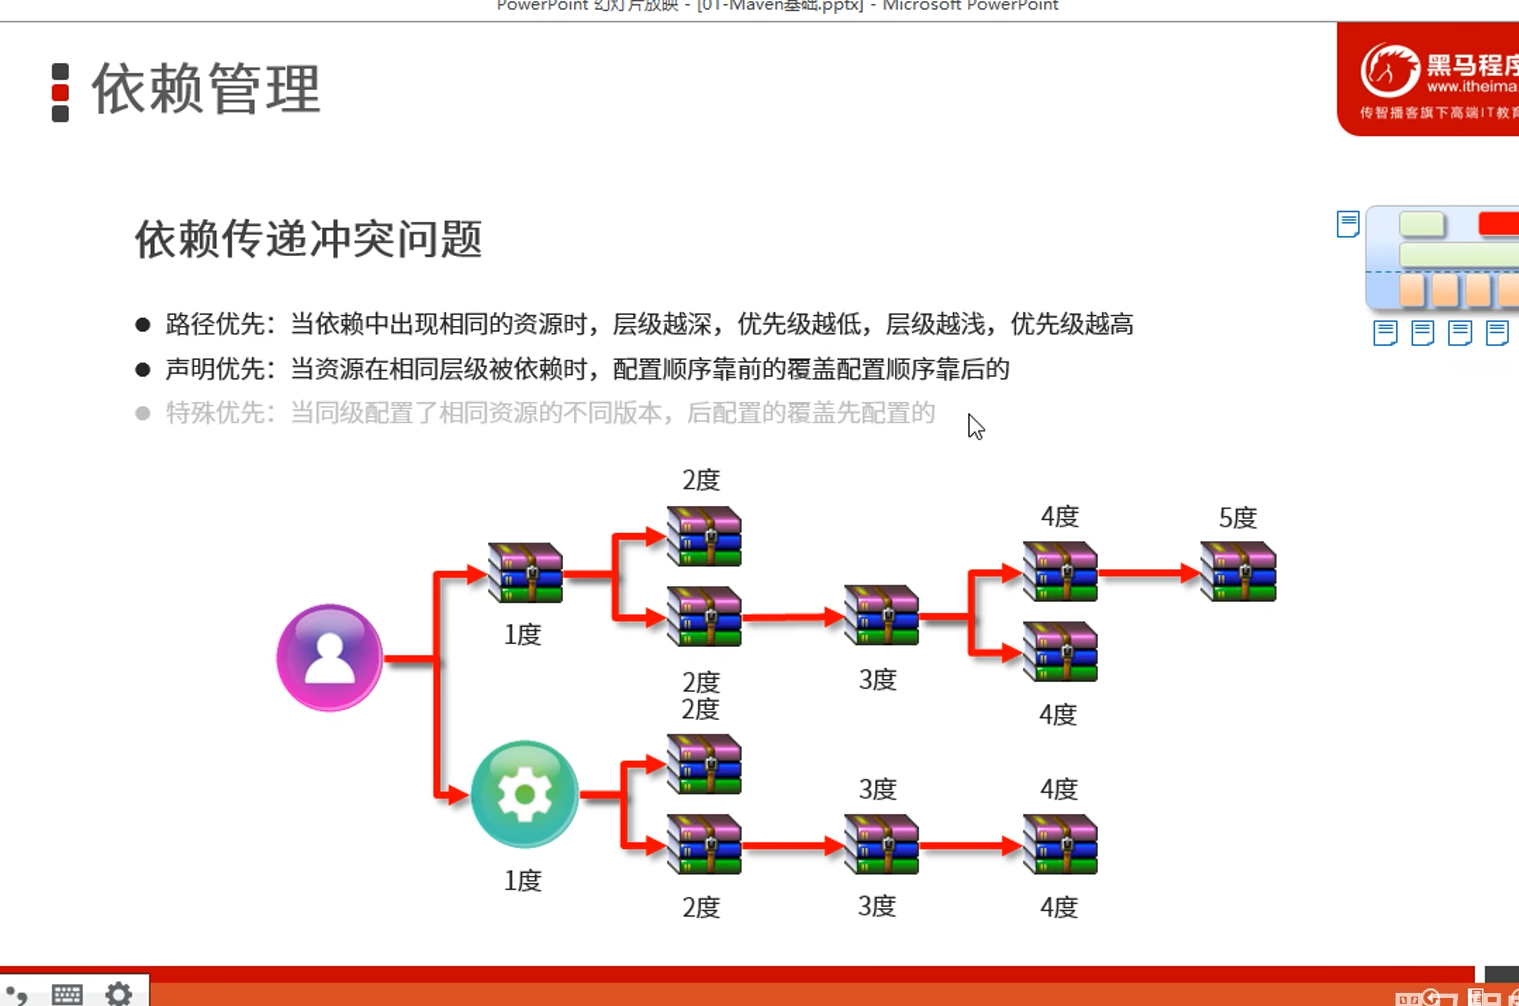 PowerPoint 幻灯片放映 - [01-Maven基础.pptx] - Microsoft PowerPoint
依赖管理
黑马程序
www.itheima.
传智播客旗下高端IT教育
依赖传递冲突问题
● 路径优先：当依赖中出现相同的资源时，层级越深，优先级越低，层级越浅，优先级越高
● 声明优先：当资源在相同层级被依赖时，配置顺序靠前的覆盖配置顺序靠后的
● 特殊优先：当同级配置了相同资源的不同版本，后配置的覆盖先配置的
2度
4度
5度
1度
2度
3度
2度
4度
3度
4度
1度
2度
3度
4度